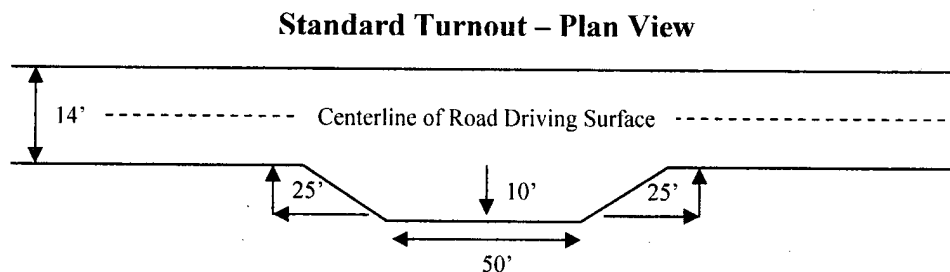 Standard Turnout – Plan View
14’
Centerline of Road Driving Surface
25’
10’
25’
50’